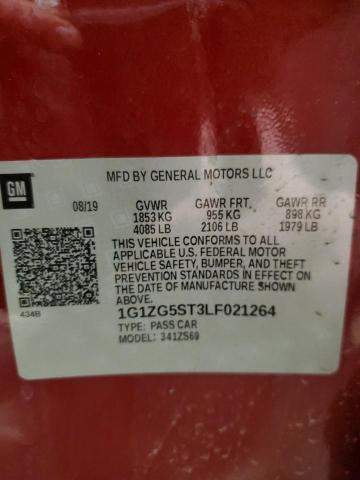 MFD BY GENERAL MOTORS LLC
GM
08/19 GVWR GAWR FRT. GAWR RR
1853 KG 955 KG 898 KG
4085 LB 2106 LB 1979 LB
THIS VEHICLE CONFORMS TO ALL
APPLICABLE U.S. FEDERAL MOTOR
VEHICLE SAFETY, BUMPER, AND THEFT
PREVENTION STANDARDS IN EFFECT ON
THE DATE OF MANUFACTURE SHOWN
ABOVE.
434B
1G1ZG5ST3LF021264
TYPE: PASS CAR
MODEL: 341ZS69